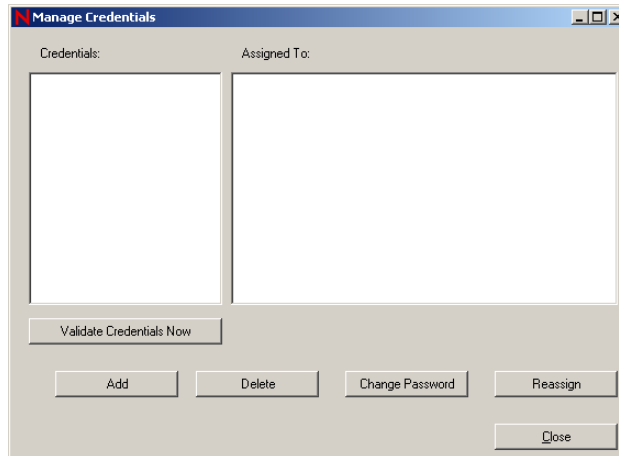 Manage Credentials
Credentials: Assigned To:
Validate Credentials Now
Add Delete Change Password Reassign
Close